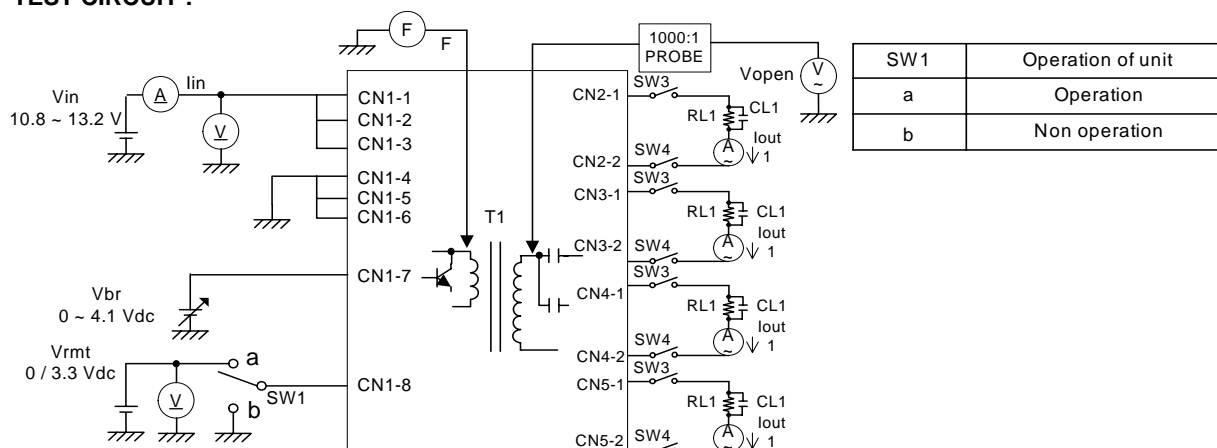 TEST CIRCUIT :
F
F
1000:1
PROBE
Vopen
V
~
SW1 Operation of unit
a Operation
b Non operation
Vin
10.8 ~ 13.2 V
A
Iin
V
CN1-1
CN1-2
CN1-3
CN1-4
CN1-5
CN1-6
CN1-7
CN1-8
Vbr
0 ~ 4.1 Vdc
Vrmt
0 / 3.3 Vdc
V
a
b
SW1
T1
CN2-1
SW3
RL1
CL1
A
~
Iout
1
CN2-2
SW4
CN3-1
SW3
RL1
CL1
A
~
Iout
1
CN3-2
SW4
CN4-1
SW3
RL1
CL1
A
~
Iout
1
CN4-2
SW4
CN5-1
SW3
RL1
CL1
A
~
Iout
1
CN5-2
SW4